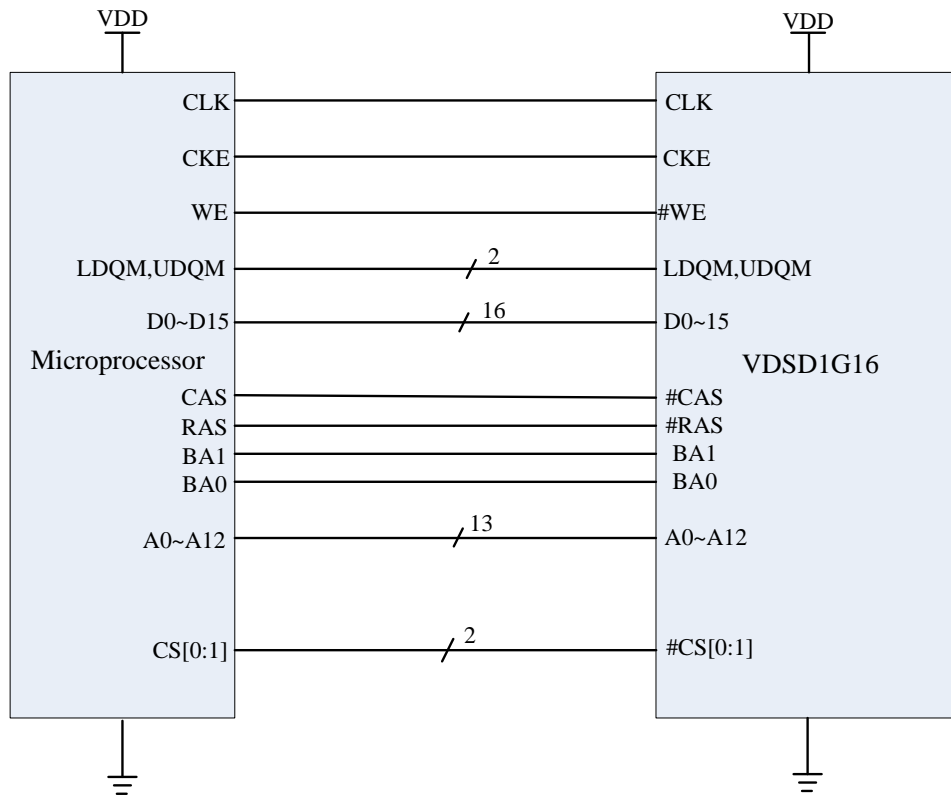 VDD VDD
CLK CLK
CKE CKE
WE #WE
LDQM,UDQM 2 LDQM,UDQM
D0~D15 16 D0~15
Microprocessor VDSD1G16
CAS #CAS
RAS #RAS
BA1 BA1
BA0 BA0
A0~A12 13 A0~A12
CS[0:1] 2 #CS[0:1]